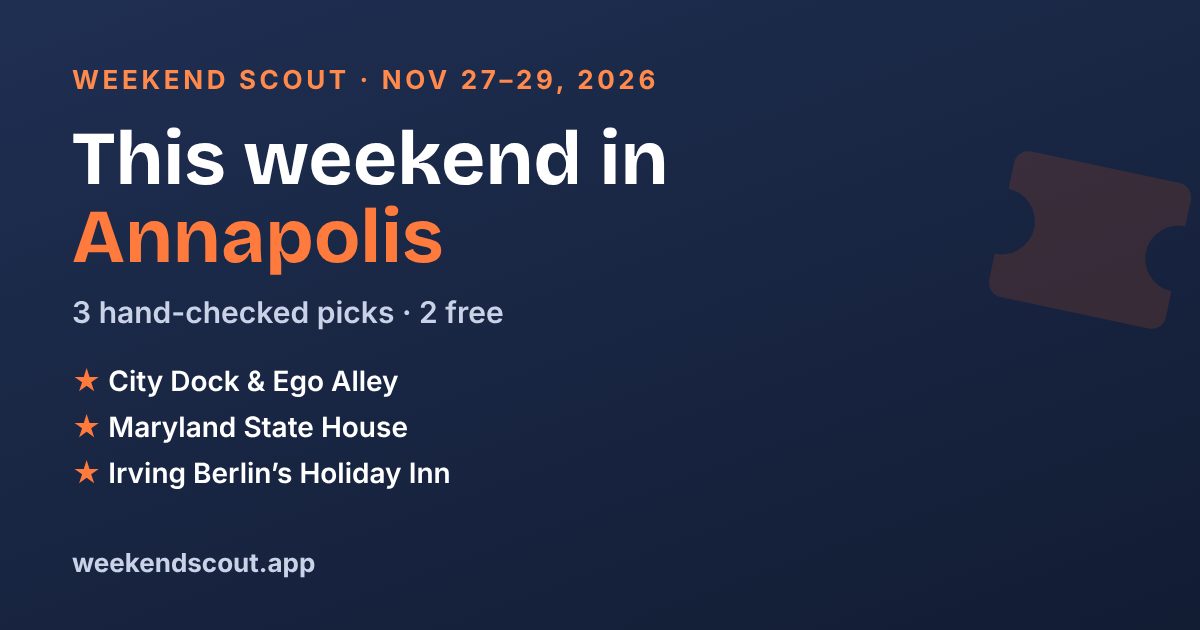 WEEKEND SCOUT · NOV 27–29, 2026
This weekend in
Annapolis
3 hand-checked picks · 2 free
★ City Dock & Ego Alley
★ Maryland State House
★ Irving Berlin’s Holiday Inn
weekendscout.app